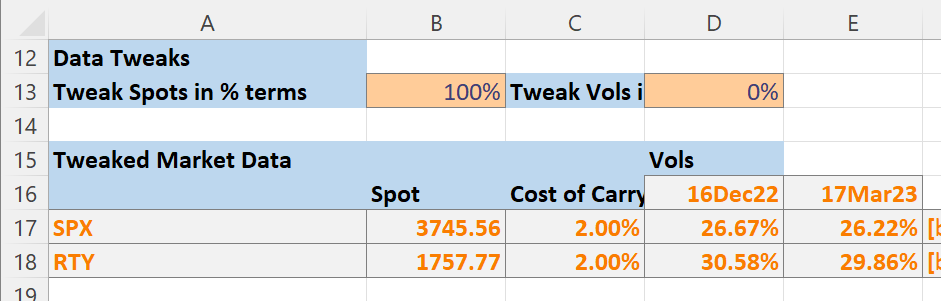 A B C D E
12 Data Tweaks
13 Tweak Spots in % terms 100% Tweak Vols i 0%
14
15 Tweaked Market Data Vols
16 Spot Cost of Carry 16Dec22 17Mar23
17 SPX 3745.56 2.00% 26.67% 26.22% [
18 RTY 1757.77 2.00% 30.58% 29.86% [
19